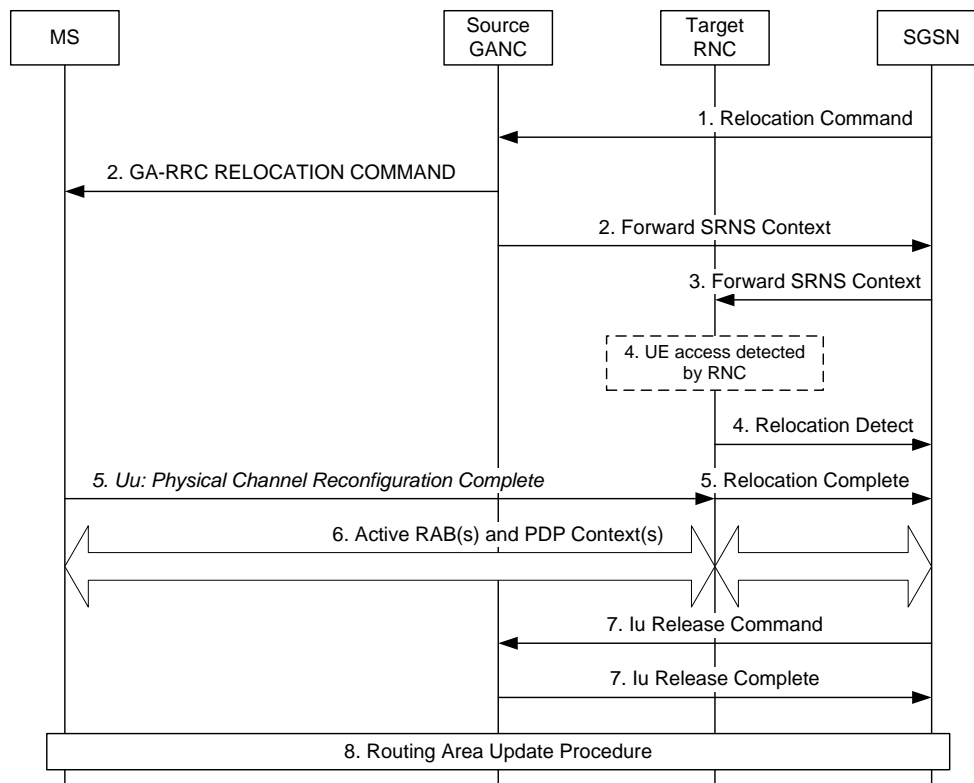 MS
Source
GANC
Target
RNC
SGSN
1. Relocation Command
2. GA-RRC RELOCATION COMMAND
2. Forward SRNS Context
3. Forward SRNS Context
4. UE access detected
by RNC
4. Relocation Detect
5. Uu: Physical Channel Reconfiguration Complete
5. Relocation Complete
6. Active RAB(s) and PDP Context(s)
7. Iu Release Command
7. Iu Release Complete
8. Routing Area Update Procedure